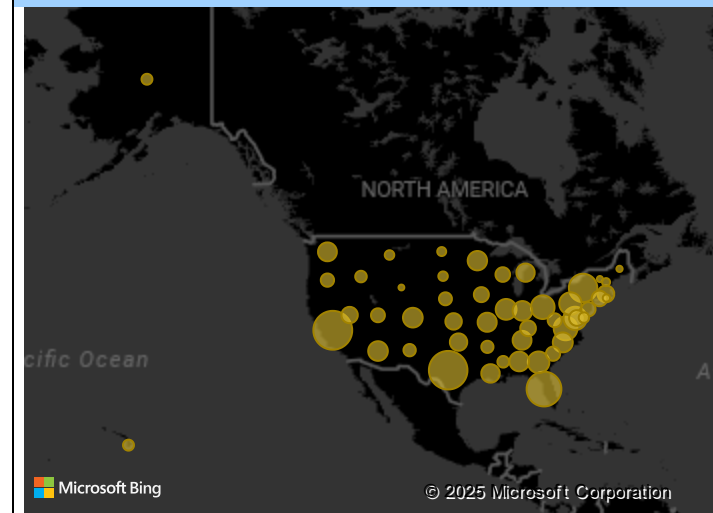 NORTH AMERICA
cific Ocean
A
Microsoft Bing
© 2025 Microsoft Corporation